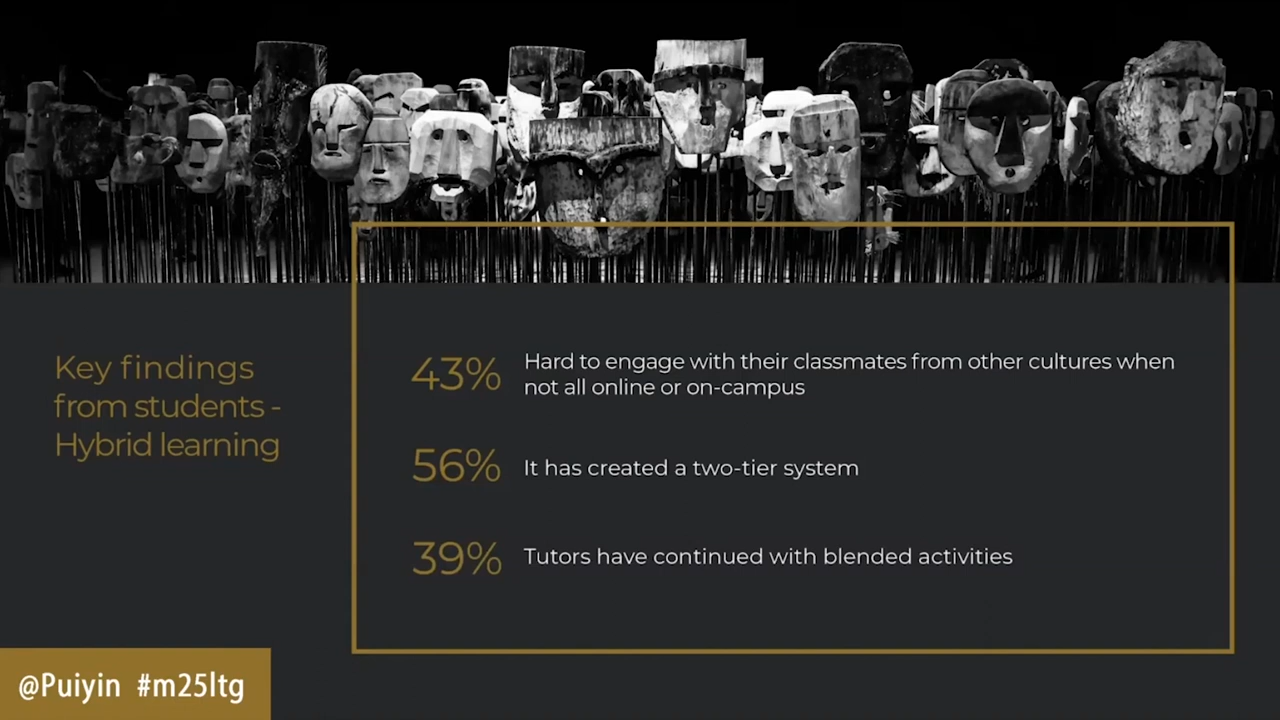 Key findings
from students -
Hybrid learning
43%
Hard to engage with their classmates from other cultures when
not all online or on-campus
56%
It has created a two-tier system
39%
Tutors have continued with blended activities
@Puiyin #m25ltg